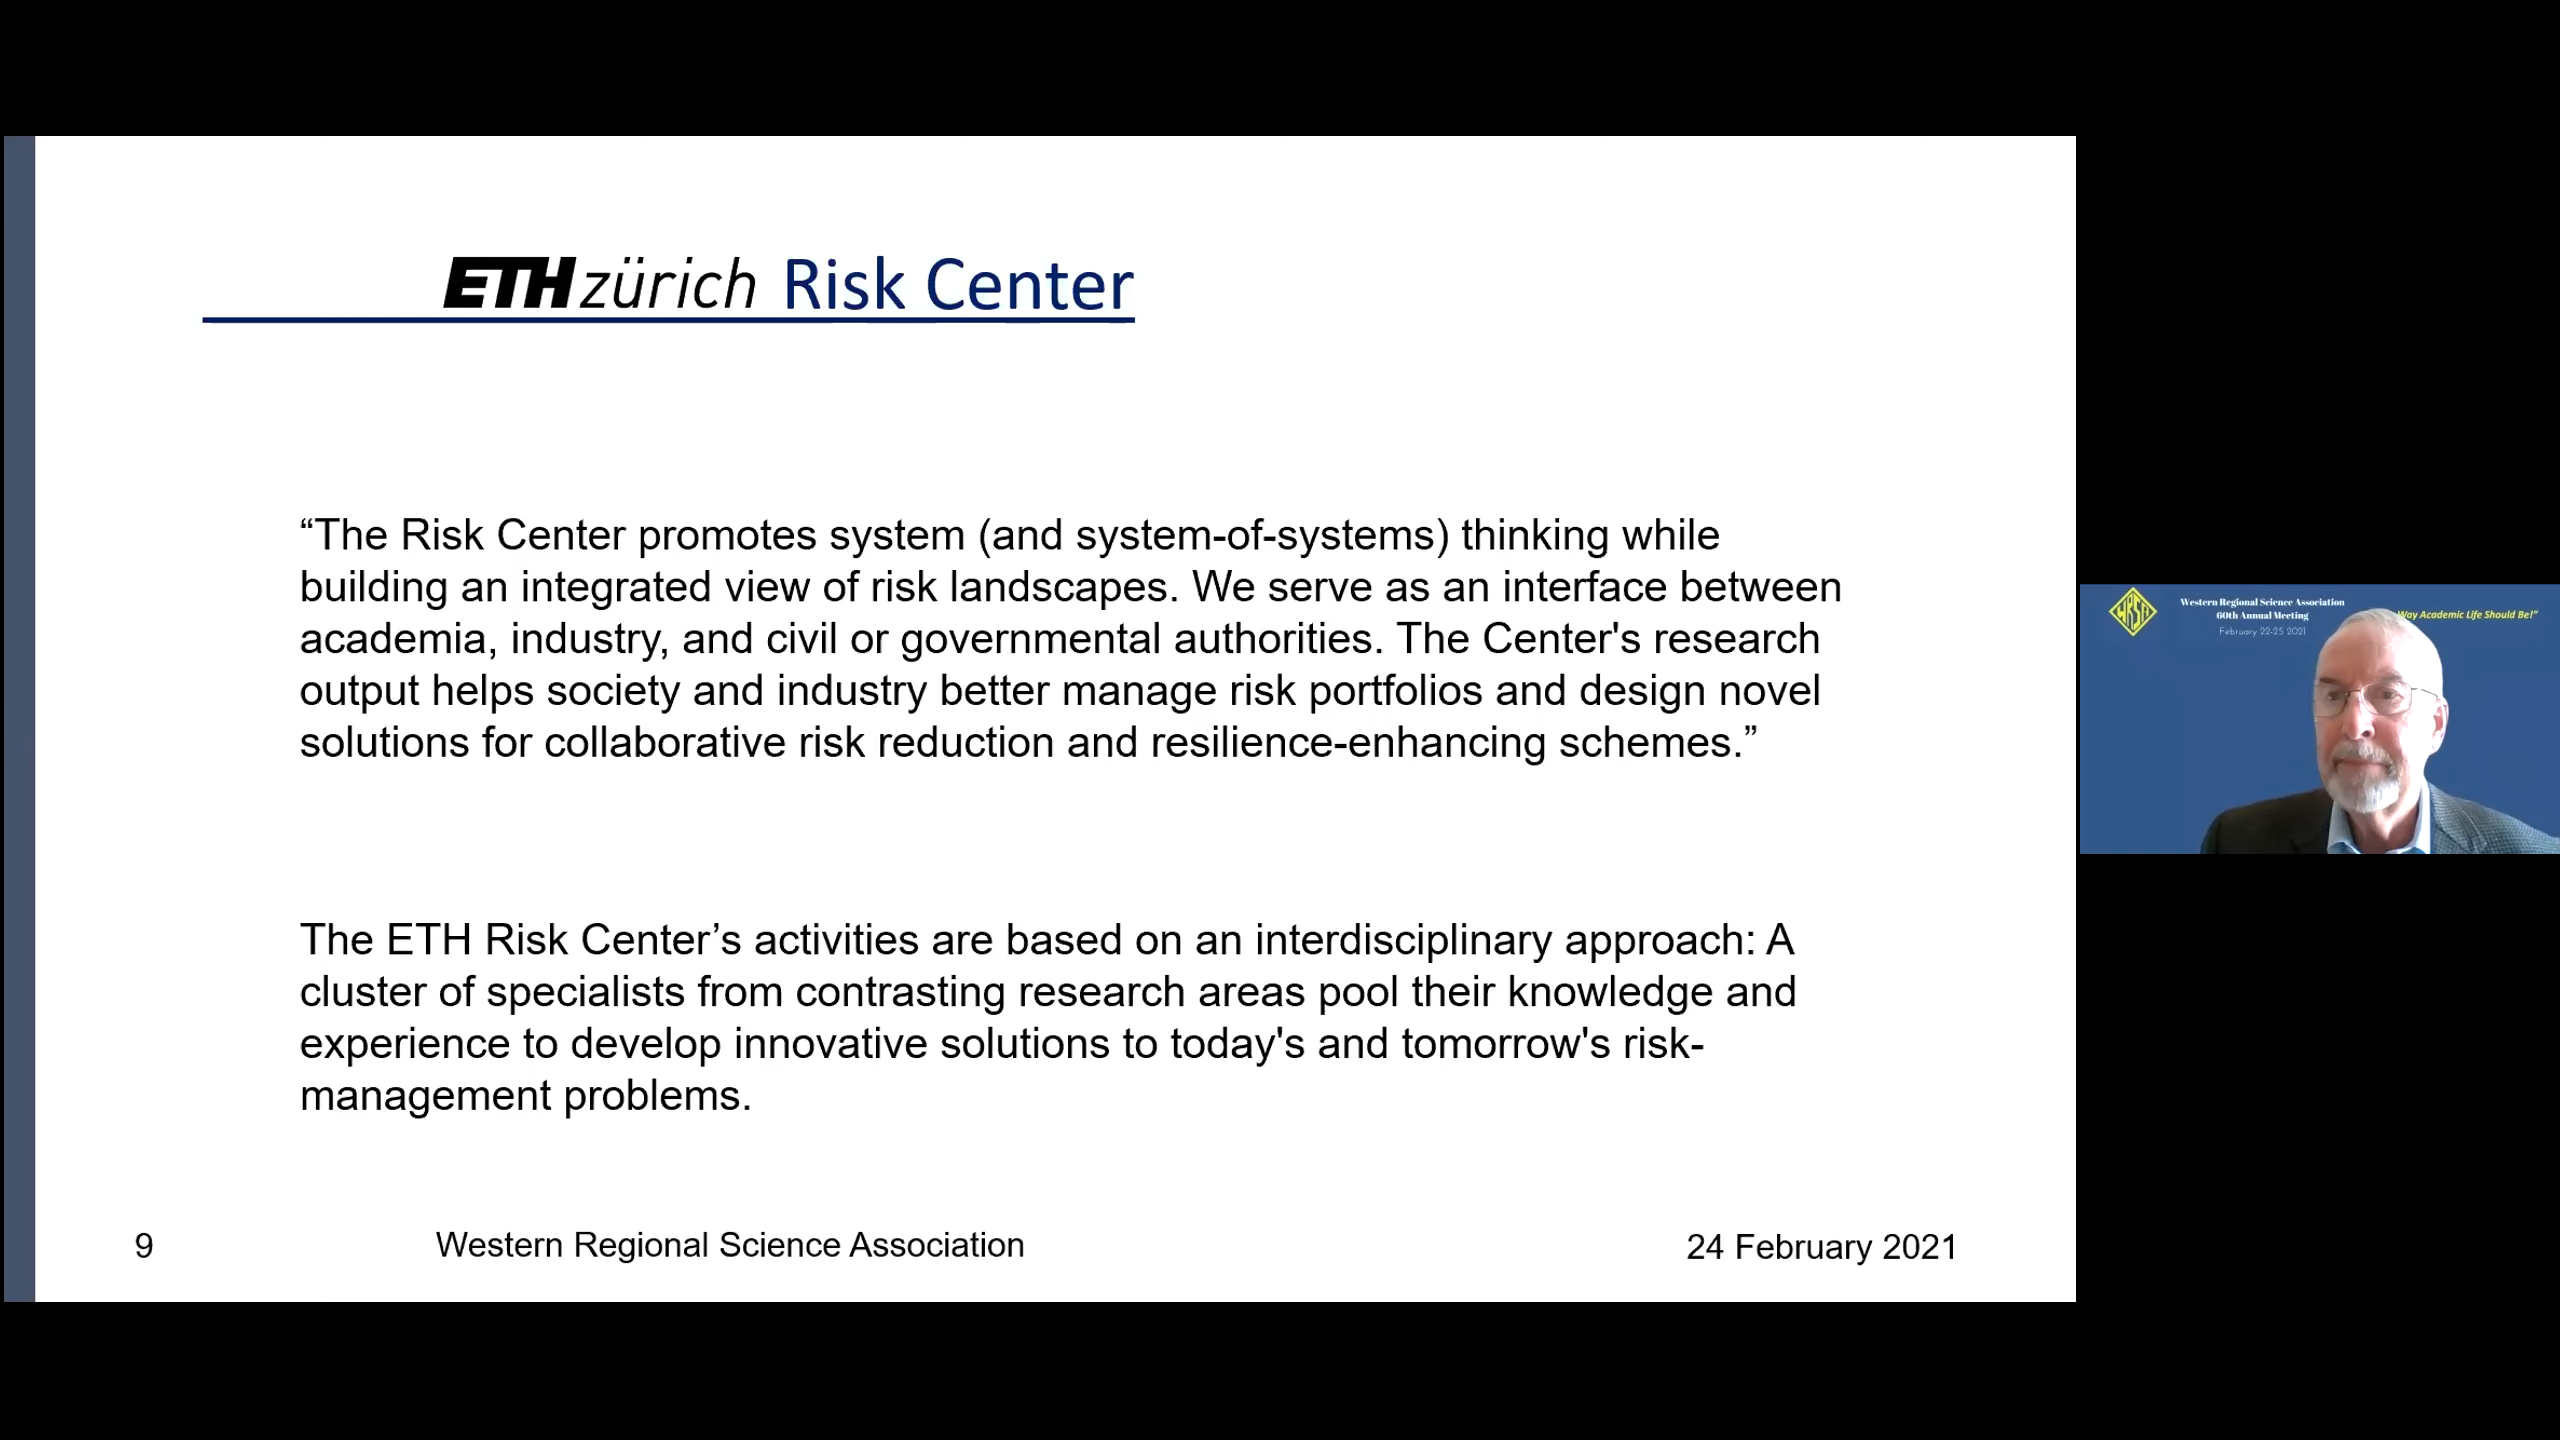 ETH zürich Risk Center
“The Risk Center promotes system (and system-of-systems) thinking while
building an integrated view of risk landscapes. We serve as an interface between
academia, industry, and civil or governmental authorities. The Center's research
output helps society and industry better manage risk portfolios and design novel
solutions for collaborative risk reduction and resilience-enhancing schemes.”
The ETH Risk Center’s activities are based on an interdisciplinary approach: A
cluster of specialists from contrasting research areas pool their knowledge and
experience to develop innovative solutions to today's and tomorrow's risk-
management problems.
9
Western Regional Science Association
24 February 2021
WRSA
Western Regional Science Association
60th Annual Meeting
February 22-25 2021
Way Academic Life Should Be!”